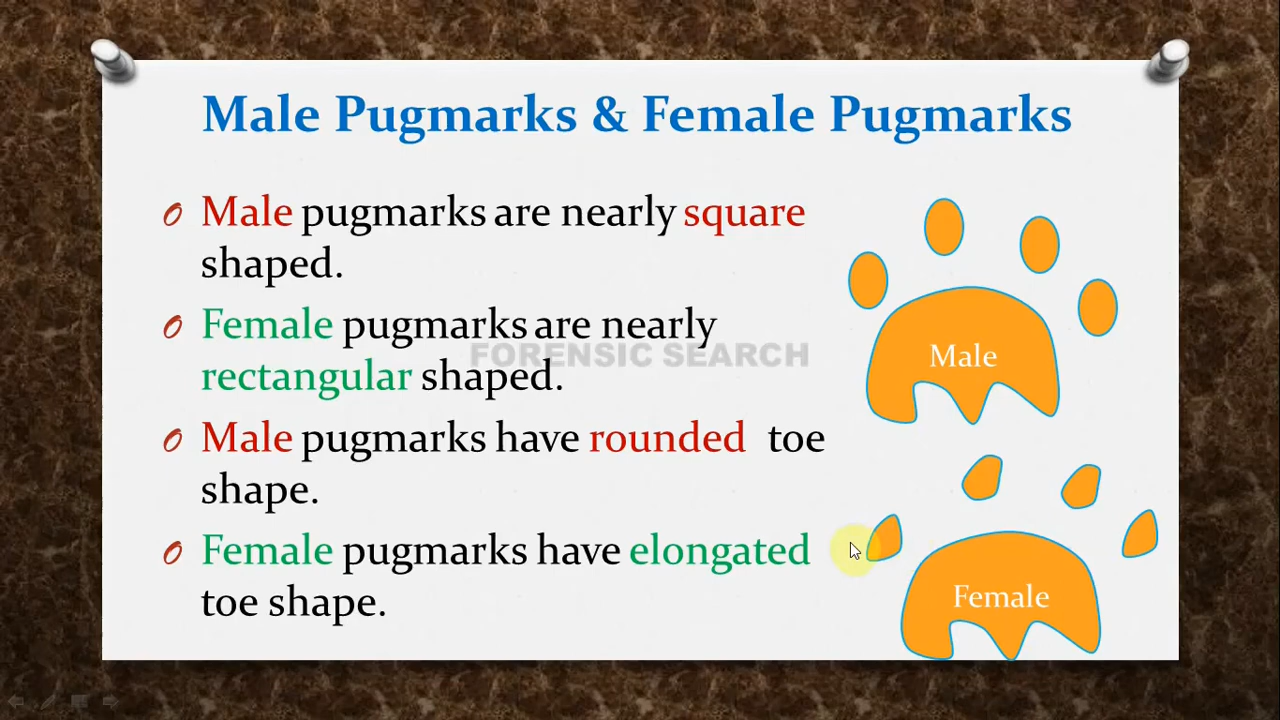 Male Pugmarks & Female Pugmarks
Male pugmarks are nearly square
shaped.
Female pugmarks are nearly
rectangular shaped.
Male pugmarks have rounded toe
shape.
Female pugmarks have elongated
toe shape.
FORENSIC SEARCH
Male
Female